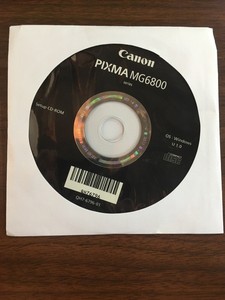 Canon
PIXMA MG6800
series
Setup CD-ROM
OS : Windows
V 1.0